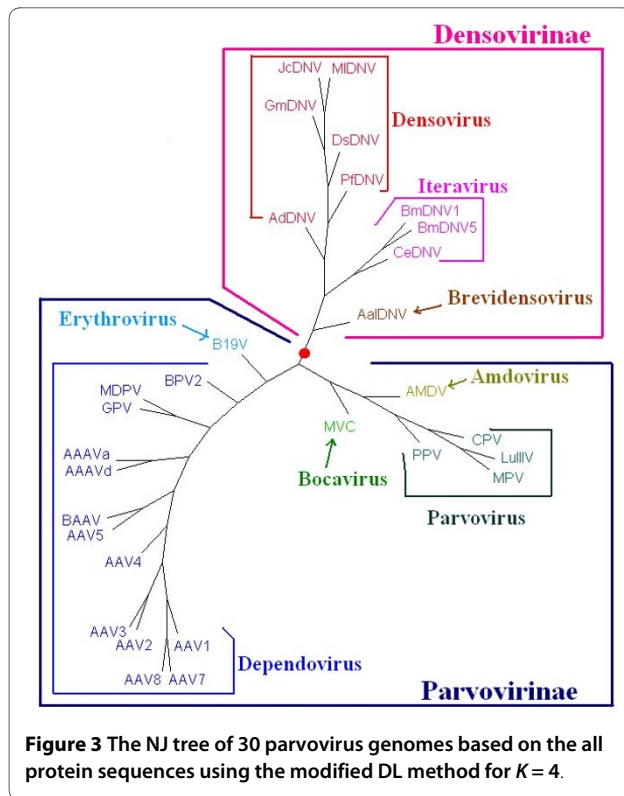 Densovirinae
JcDNV MlDNV
GmDNV
Densovirus
DsDNV
PfDNV
Iteravirus
BmDNV1
BmDNV5
AdDNV
CeDNV
Brevidensovirus
AalDNV
Erythrovirus
B19V
BPV2
Amdovirus
AMDV
MDPV
GPV
MVC
CPV
PPV
LuIIIV
MPV
AAAVa
AAAVd
Bocavirus
Parvovirus
BAAV
AAV5
AAV4
AAV3
AAV2
AAV1
Dependovirus
AAV8 AAV7
Parvovirinae
Figure 3 The NJ tree of 30 parvovirus genomes based on the all
protein sequences using the modified DL method for K = 4.